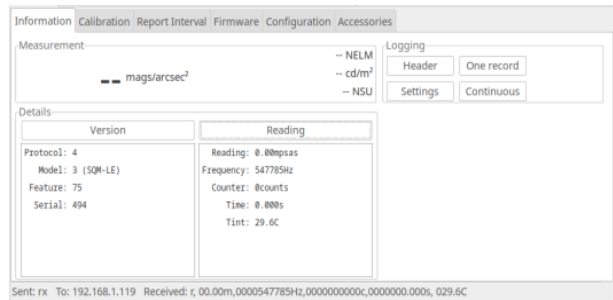 Information Calibration Report Interval Firmware Configuration Accessories
Measurement
-- NELM
-- mags/arcsec²
-- cd/m²
-- NSU
Logging
Header One record
Settings Continuous
Details
Version
Protocol: 4
Model: 3 (SQM-LE)
Feature: 75
Serial: 494
Reading
Reading: 0.00mpsas
Frequency: 547785Hz
Counter: 0counts
Time: 0.000s
Tint: 29.6C
Sent: rx To: 192.168.1.119 Received: r, 00.00m,0000547785Hz,0000000000c,0000000.000s, 029.6C